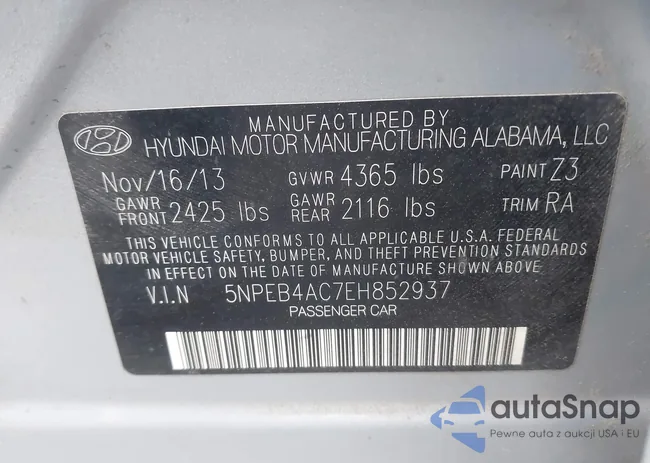 MANUFACTURED BY
HYUNDAI MOTOR MANUFACTURING ALABAMA, LLC
Nov/16/13 GVWR 4365 lbs PAINT Z3
GAWR FRONT 2425 lbs GAWR REAR 2116 lbs TRIM RA
THIS VEHICLE CONFORMS TO ALL APPLICABLE U.S.A. FEDERAL
MOTOR VEHICLE SAFETY, BUMPER, AND THEFT PREVENTION STANDARDS
IN EFFECT ON THE DATE OF MANUFACTURE SHOWN ABOVE.
V.I.N 5NPEB4AC7EH852937
PASSENGER CAR
autaSnap
Pewne auta z aukcji USA i EU